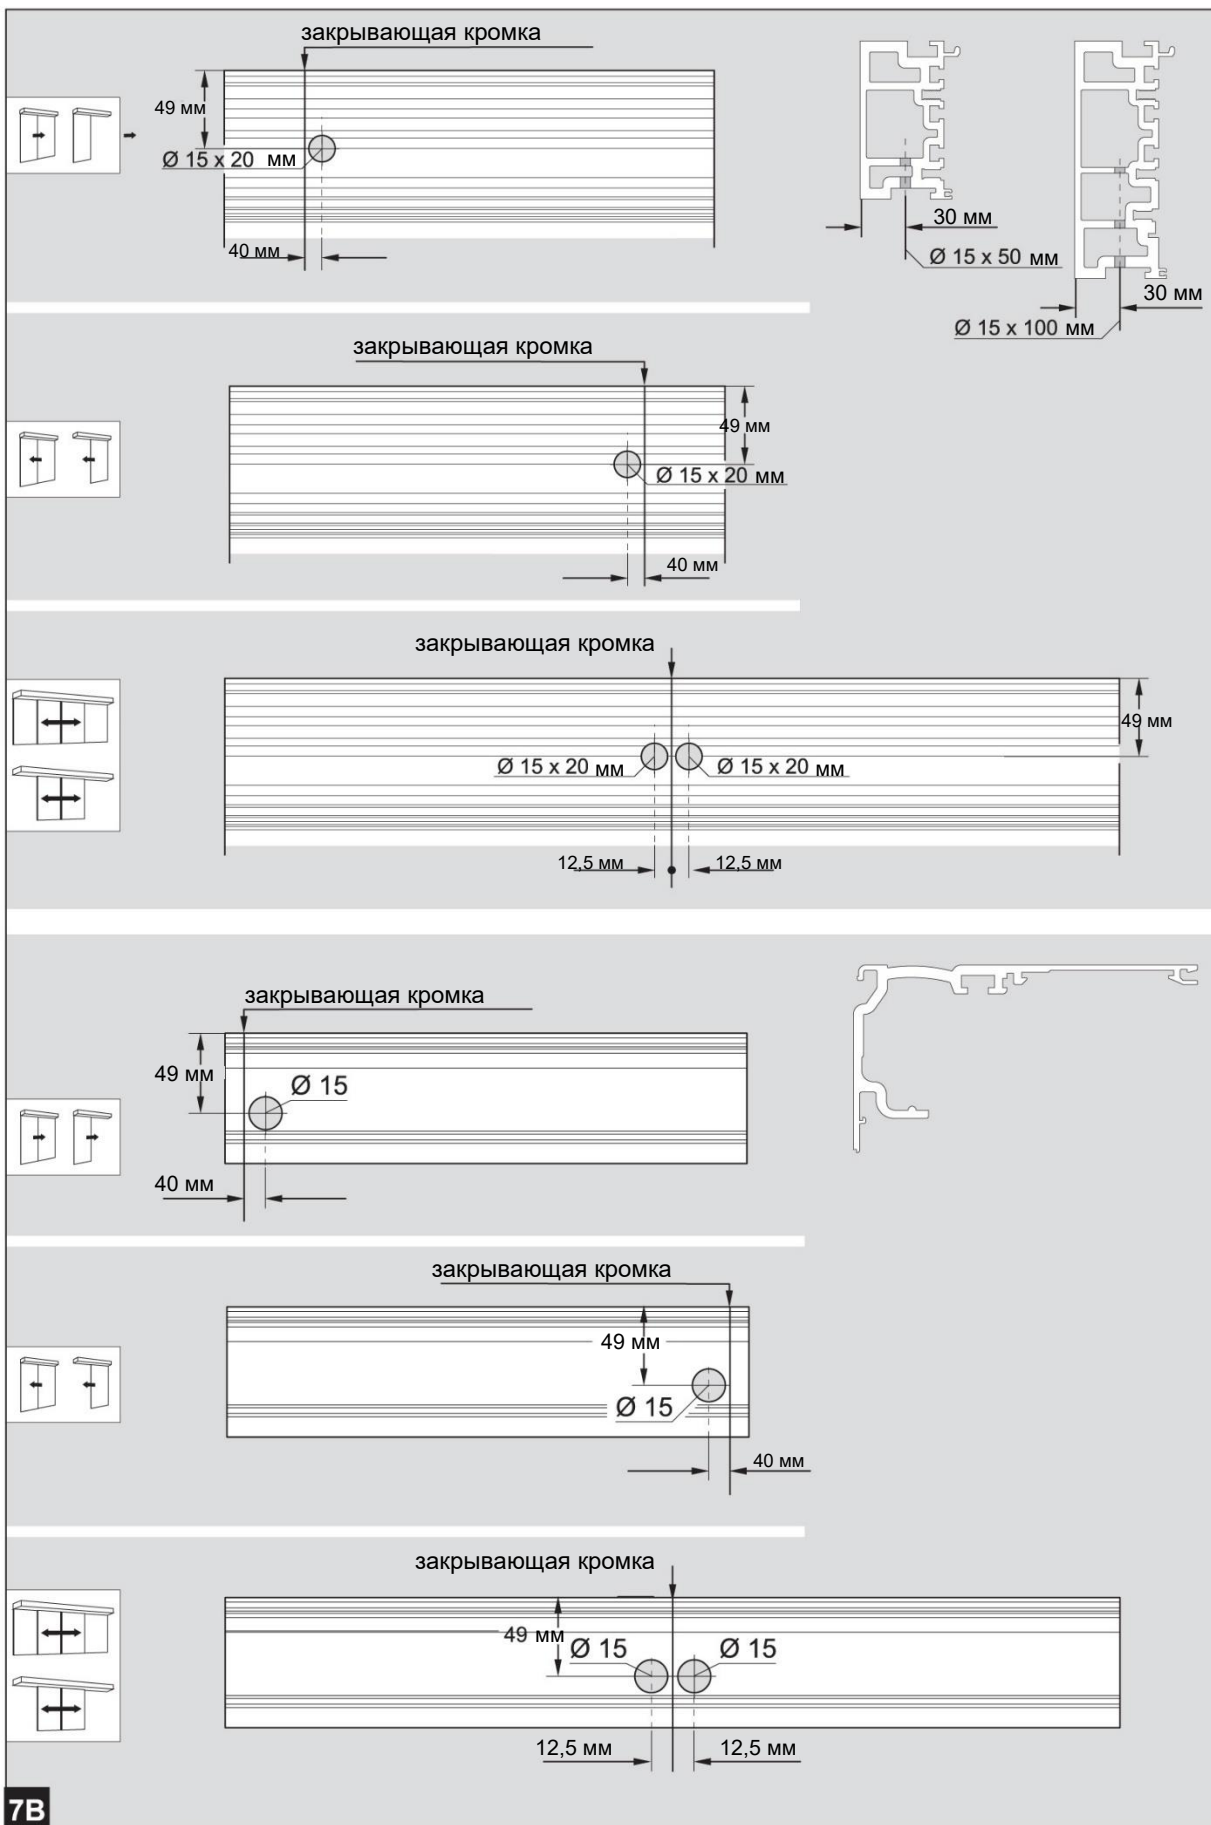 закрывающая кромка
49 мм
Ø 15 x 20 мм
40 мм
30 мм
Ø 15 x 50 мм
30 мм
Ø 15 x 100 мм
закрывающая кромка
49 мм
Ø 15 x 20 мм
40 мм
закрывающая кромка
49 мм
Ø 15 x 20 мм
Ø 15 x 20 мм
12,5 мм
12,5 мм
закрывающая кромка
49 мм
Ø 15
40 мм
закрывающая кромка
49 мм
Ø 15
40 мм
закрывающая кромка
49 мм
Ø 15
Ø 15
12,5 мм
12,5 мм
7B